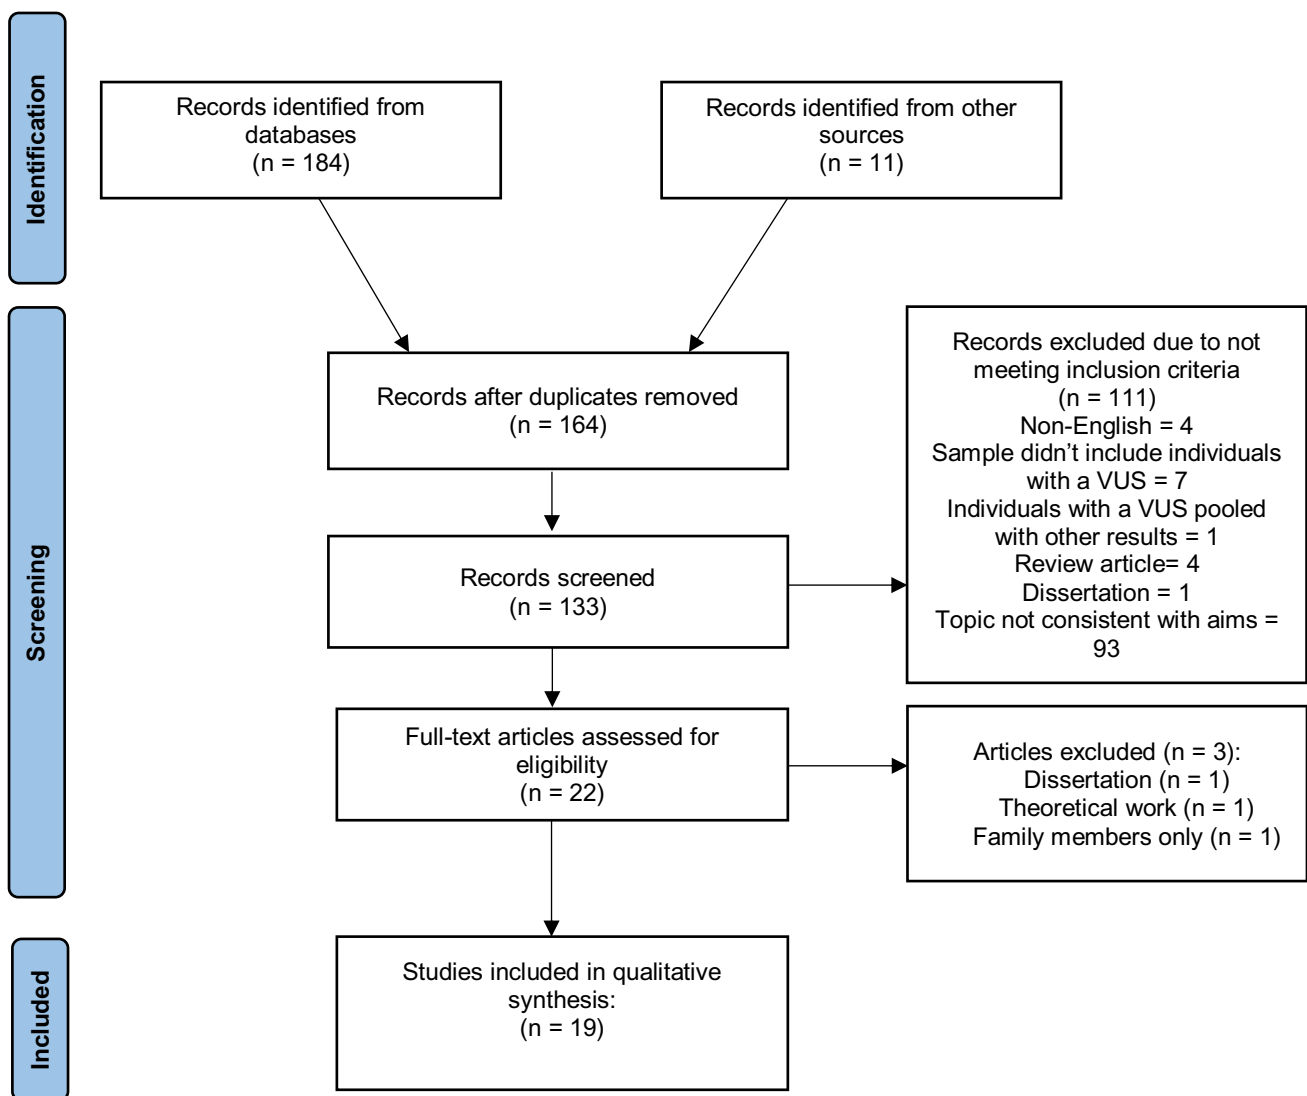 Identification
Records identified from
databases
(n = 184)
Records identified from other
sources
(n = 11)
Screening
Records after duplicates removed
(n = 164)
Records screened
(n = 133)
Records excluded due to not
meeting inclusion criteria
(n = 111)
Non-English = 4
Sample didn’t include individuals
with a VUS = 7
Individuals with a VUS pooled
with other results = 1
Review article= 4
Dissertation = 1
Topic not consistent with aims =
93
Full-text articles assessed for
eligibility
(n = 22)
Articles excluded (n = 3):
Dissertation (n = 1)
Theoretical work (n = 1)
Family members only (n = 1)
Included
Studies included in qualitative
synthesis:
(n = 19)